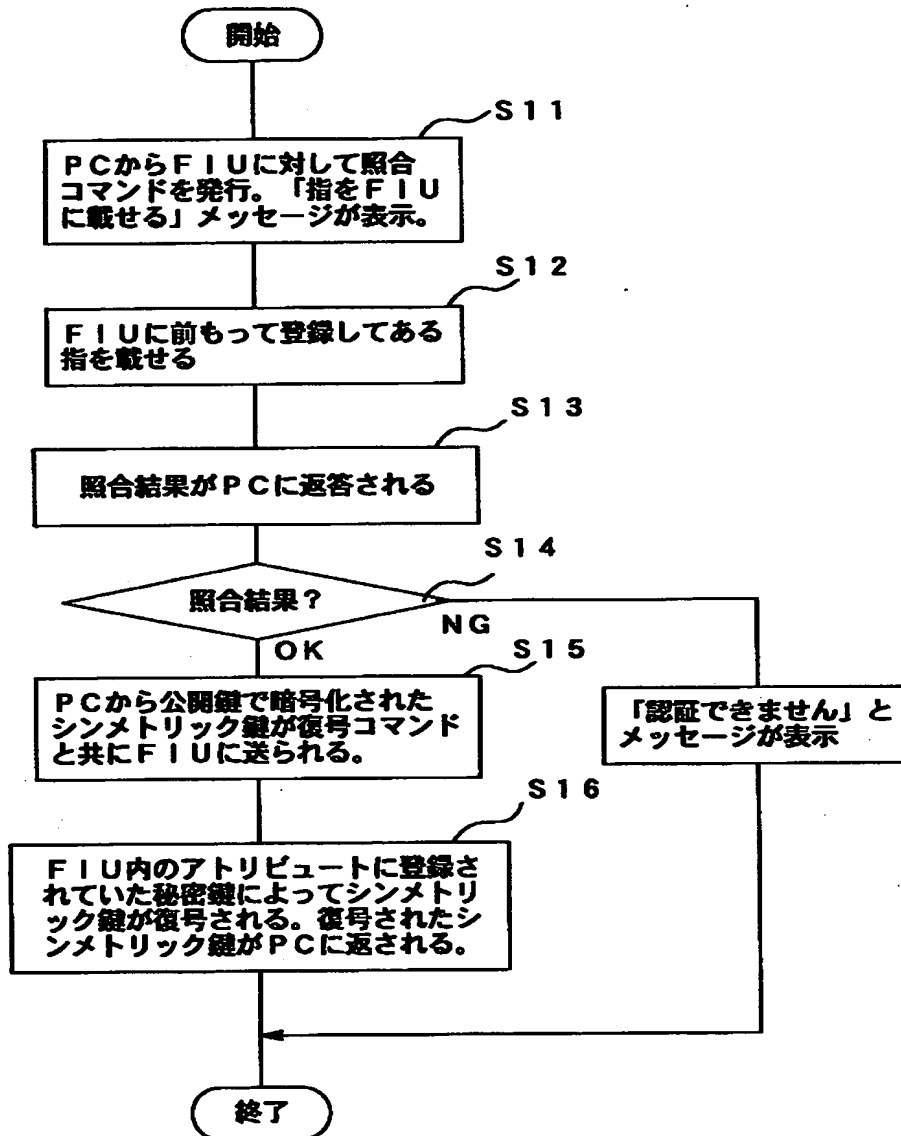 開始
S11
PCからFIUに対して照合
コマンドを発行。「指をFIU
に載せる」メッセージが表示。
S12
FIUに前もって登録してある
指を載せる
S13
照合結果がPCに返答される
S14
照合結果？
NG
OK
S15
PCから公開鍵で暗号化された
シンメトリック鍵が復号コマンド
と共にFIUに送られる。
「認証できません」と
メッセージが表示
S16
FIU内のアトリビュートに登録さ
れていた秘密鍵によってシンメトリ
ック鍵が復号される。復号されたシ
ンメトリック鍵がPCに返される。
終了